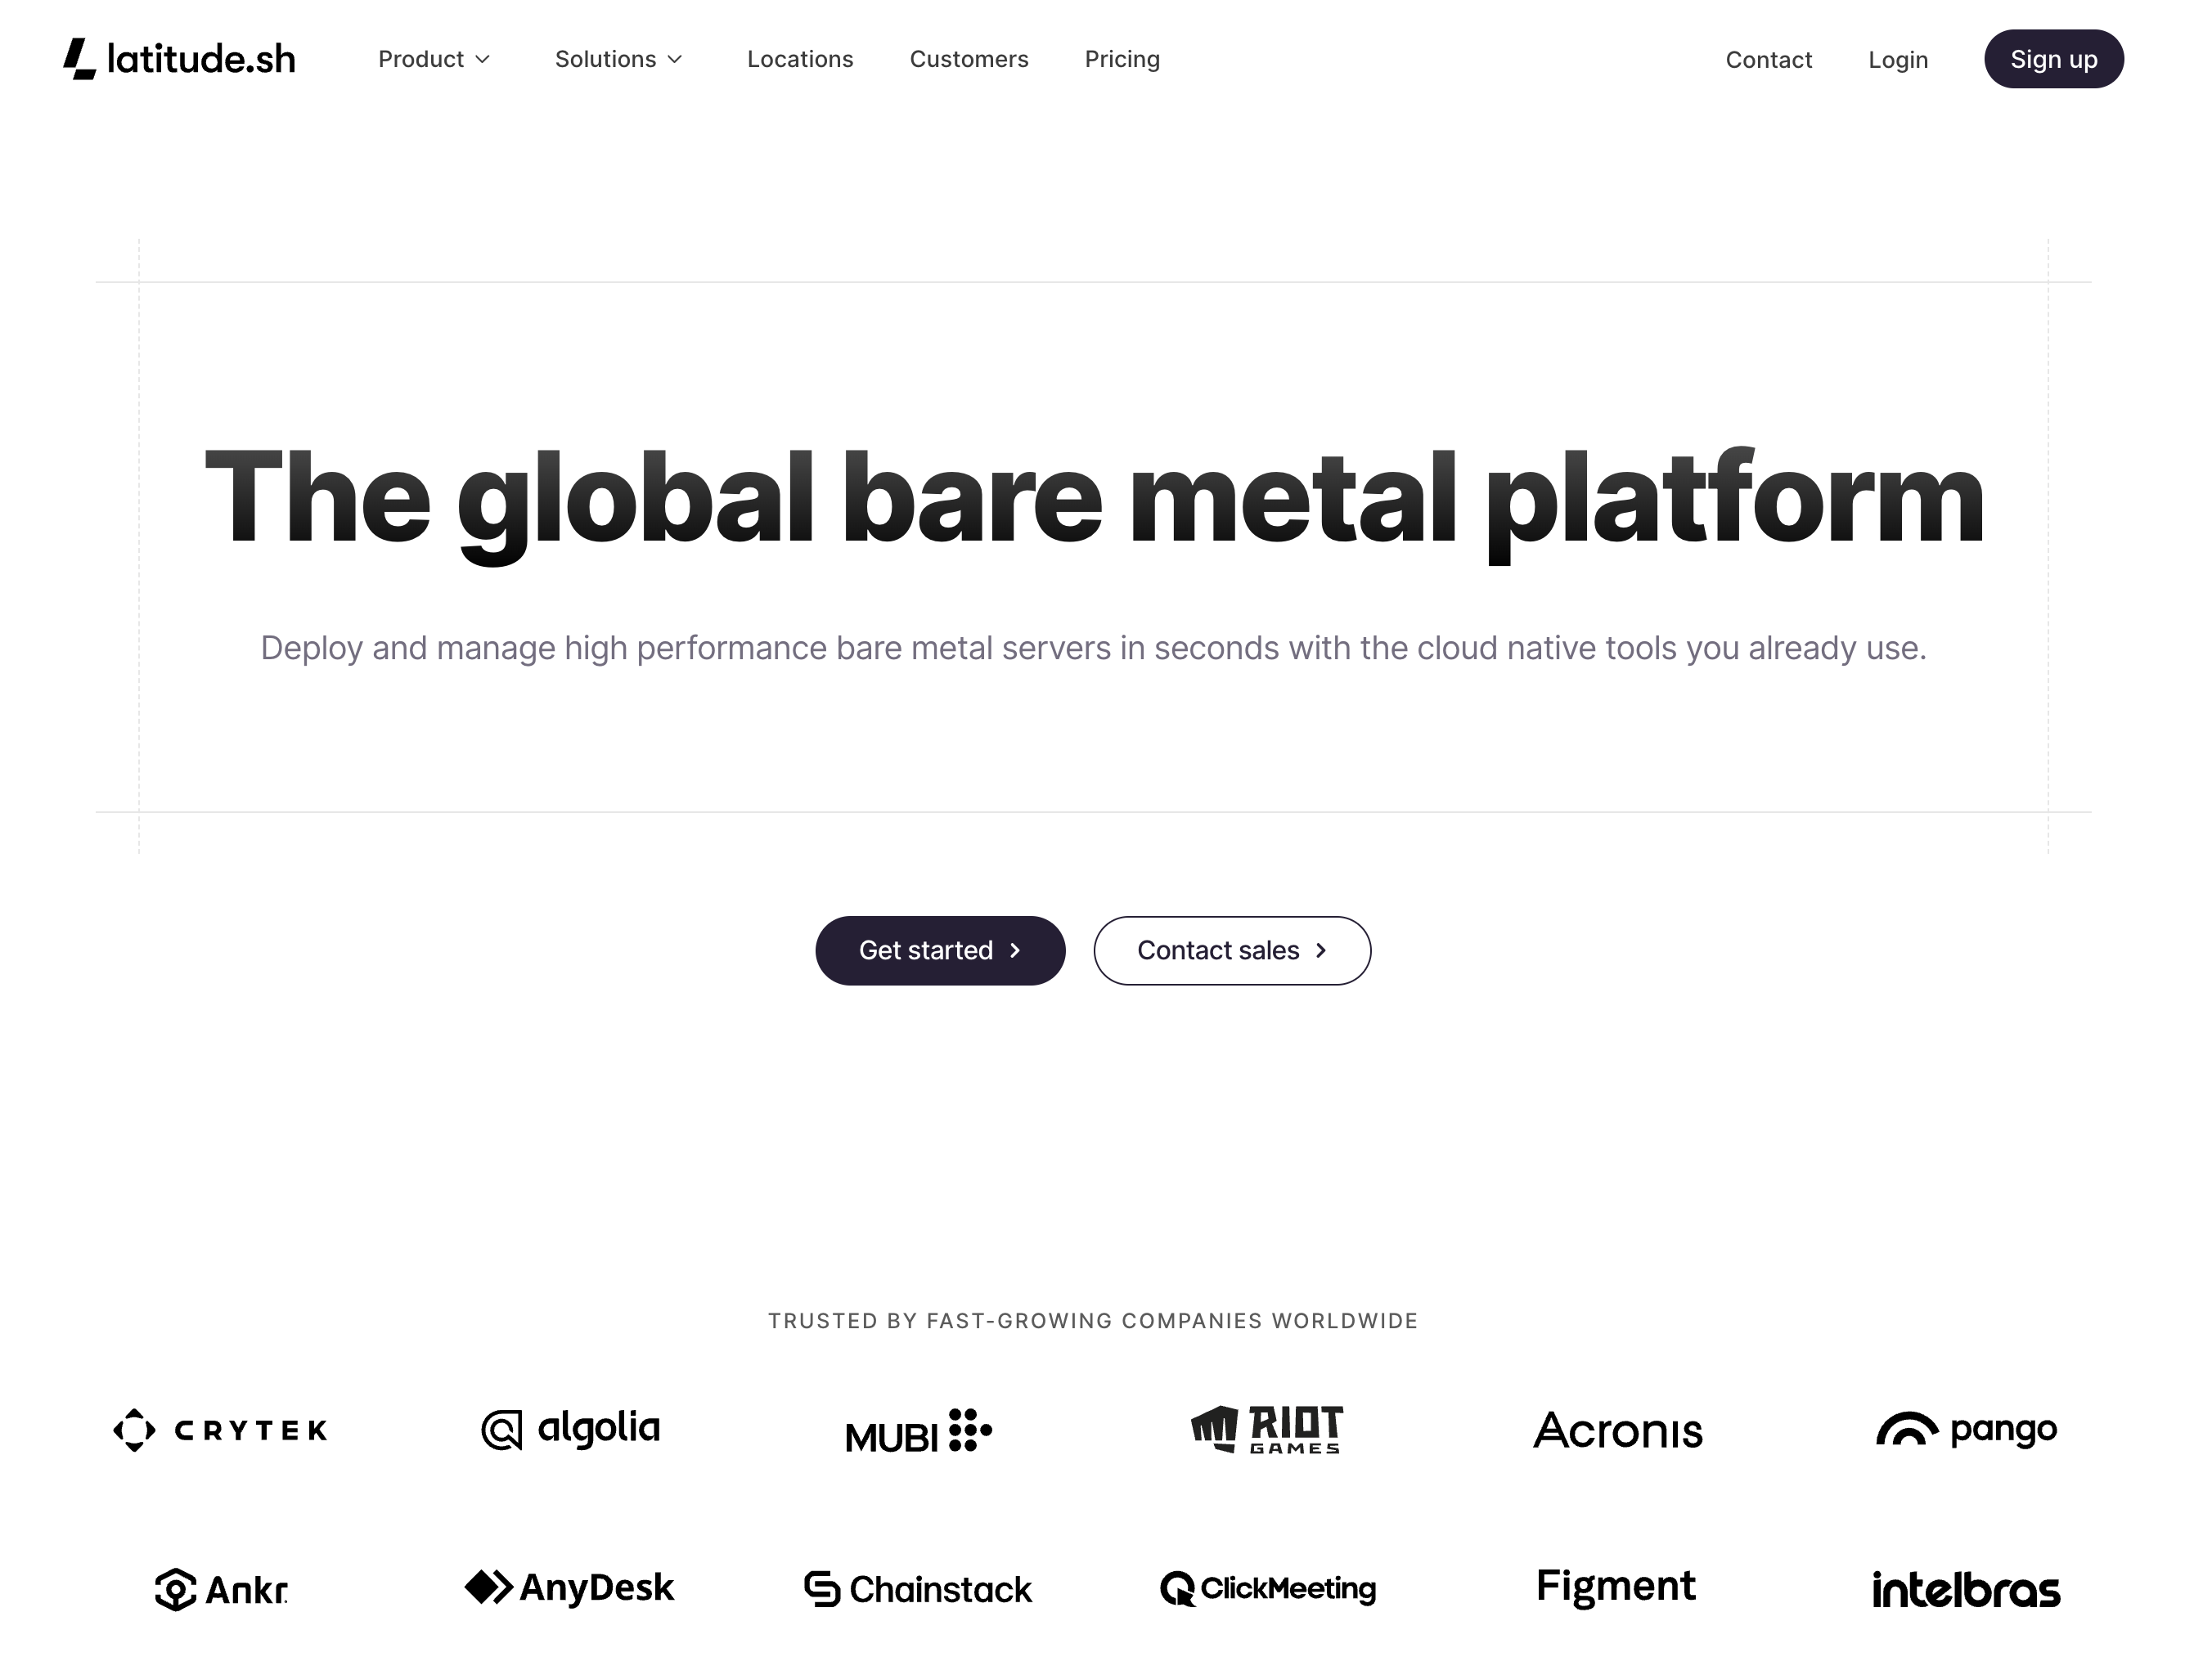 latitude.sh Product Solutions Locations Customers Pricing Contact Login Sign up
The global bare metal platform
Deploy and manage high performance bare metal servers in seconds with the cloud native tools you already use.
Get started Contact sales
TRUSTED BY FAST-GROWING COMPANIES WORLDWIDE
CRYTEK algolia MUBI RIOT GAMES Acronis pango
Ankr. AnyDesk Chainstack ClickMeeting Figment intelbras